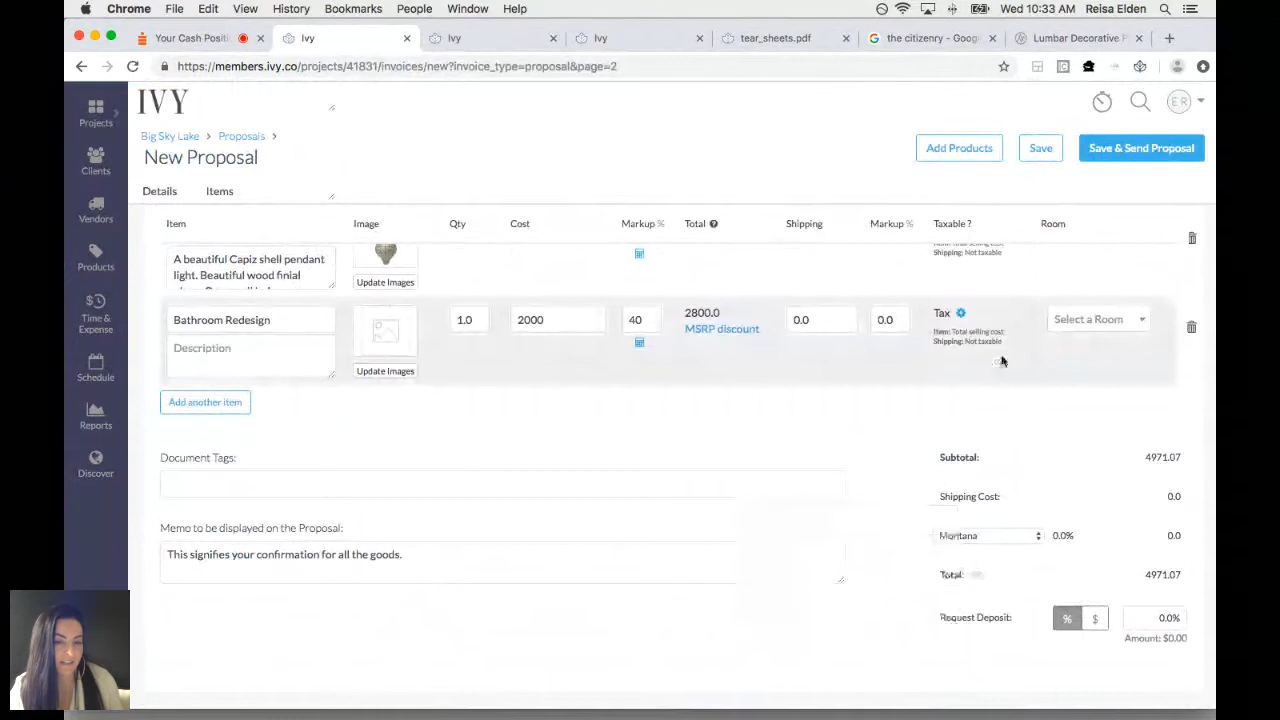 Chrome File Edit View History Bookmarks People Window Help Wed 10:33 AM Reisa Elden
Your Cash Positi
Ivy
Ivy
Ivy
tear_sheets.pdf
the citizenry - Goog
Lumbar Decorative P
https://members.ivy.co/projects/41831/invoices/new?invoice_type=proposal&page=2
Projects
Clients
Vendors
Products
Time &
Expense
Schedule
Reports
Discover
IVY
ER
Big Sky Lake > Proposals >
New Proposal
Add Products Save Save & Send Proposal
Details Items
Item Image Qty Cost Markup % Total Shipping Markup % Taxable ? Room
A beautiful Capiz shell pendant
light. Beautiful wood finial
Shipping: Not taxable
Update Images
Bathroom Redesign 1.0 2000 40 2800.0 0.0 0.0 Tax Select a Room
MSRP discount
Item: Total selling cost
Shipping: Not taxable
Description
Update Images
Add another item
Document Tags:
Subtotal: 4971.07
Shipping Cost: 0.0
Memo to be displayed on the Proposal:
Montana 0.0% 0.0
This signifies your confirmation for all the goods.
Total: 4971.07
Request Deposit: % $ 0.0%
Amount: $0.00